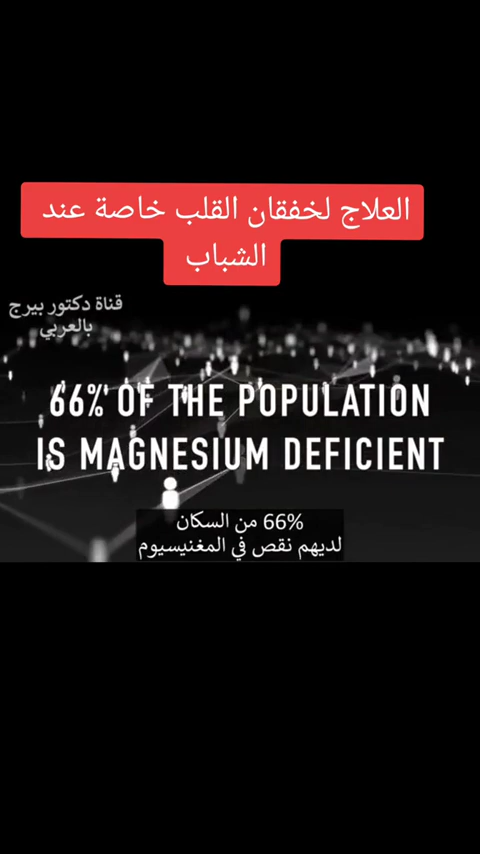 العلاج لخفقان القلب خاصة عند
الشباب
قناة دكتور بيرج
بالعربي
66% OF THE POPULATION
IS MAGNESIUM DEFICIENT
66% من السكان
لديهم نقص في المغنيسيوم